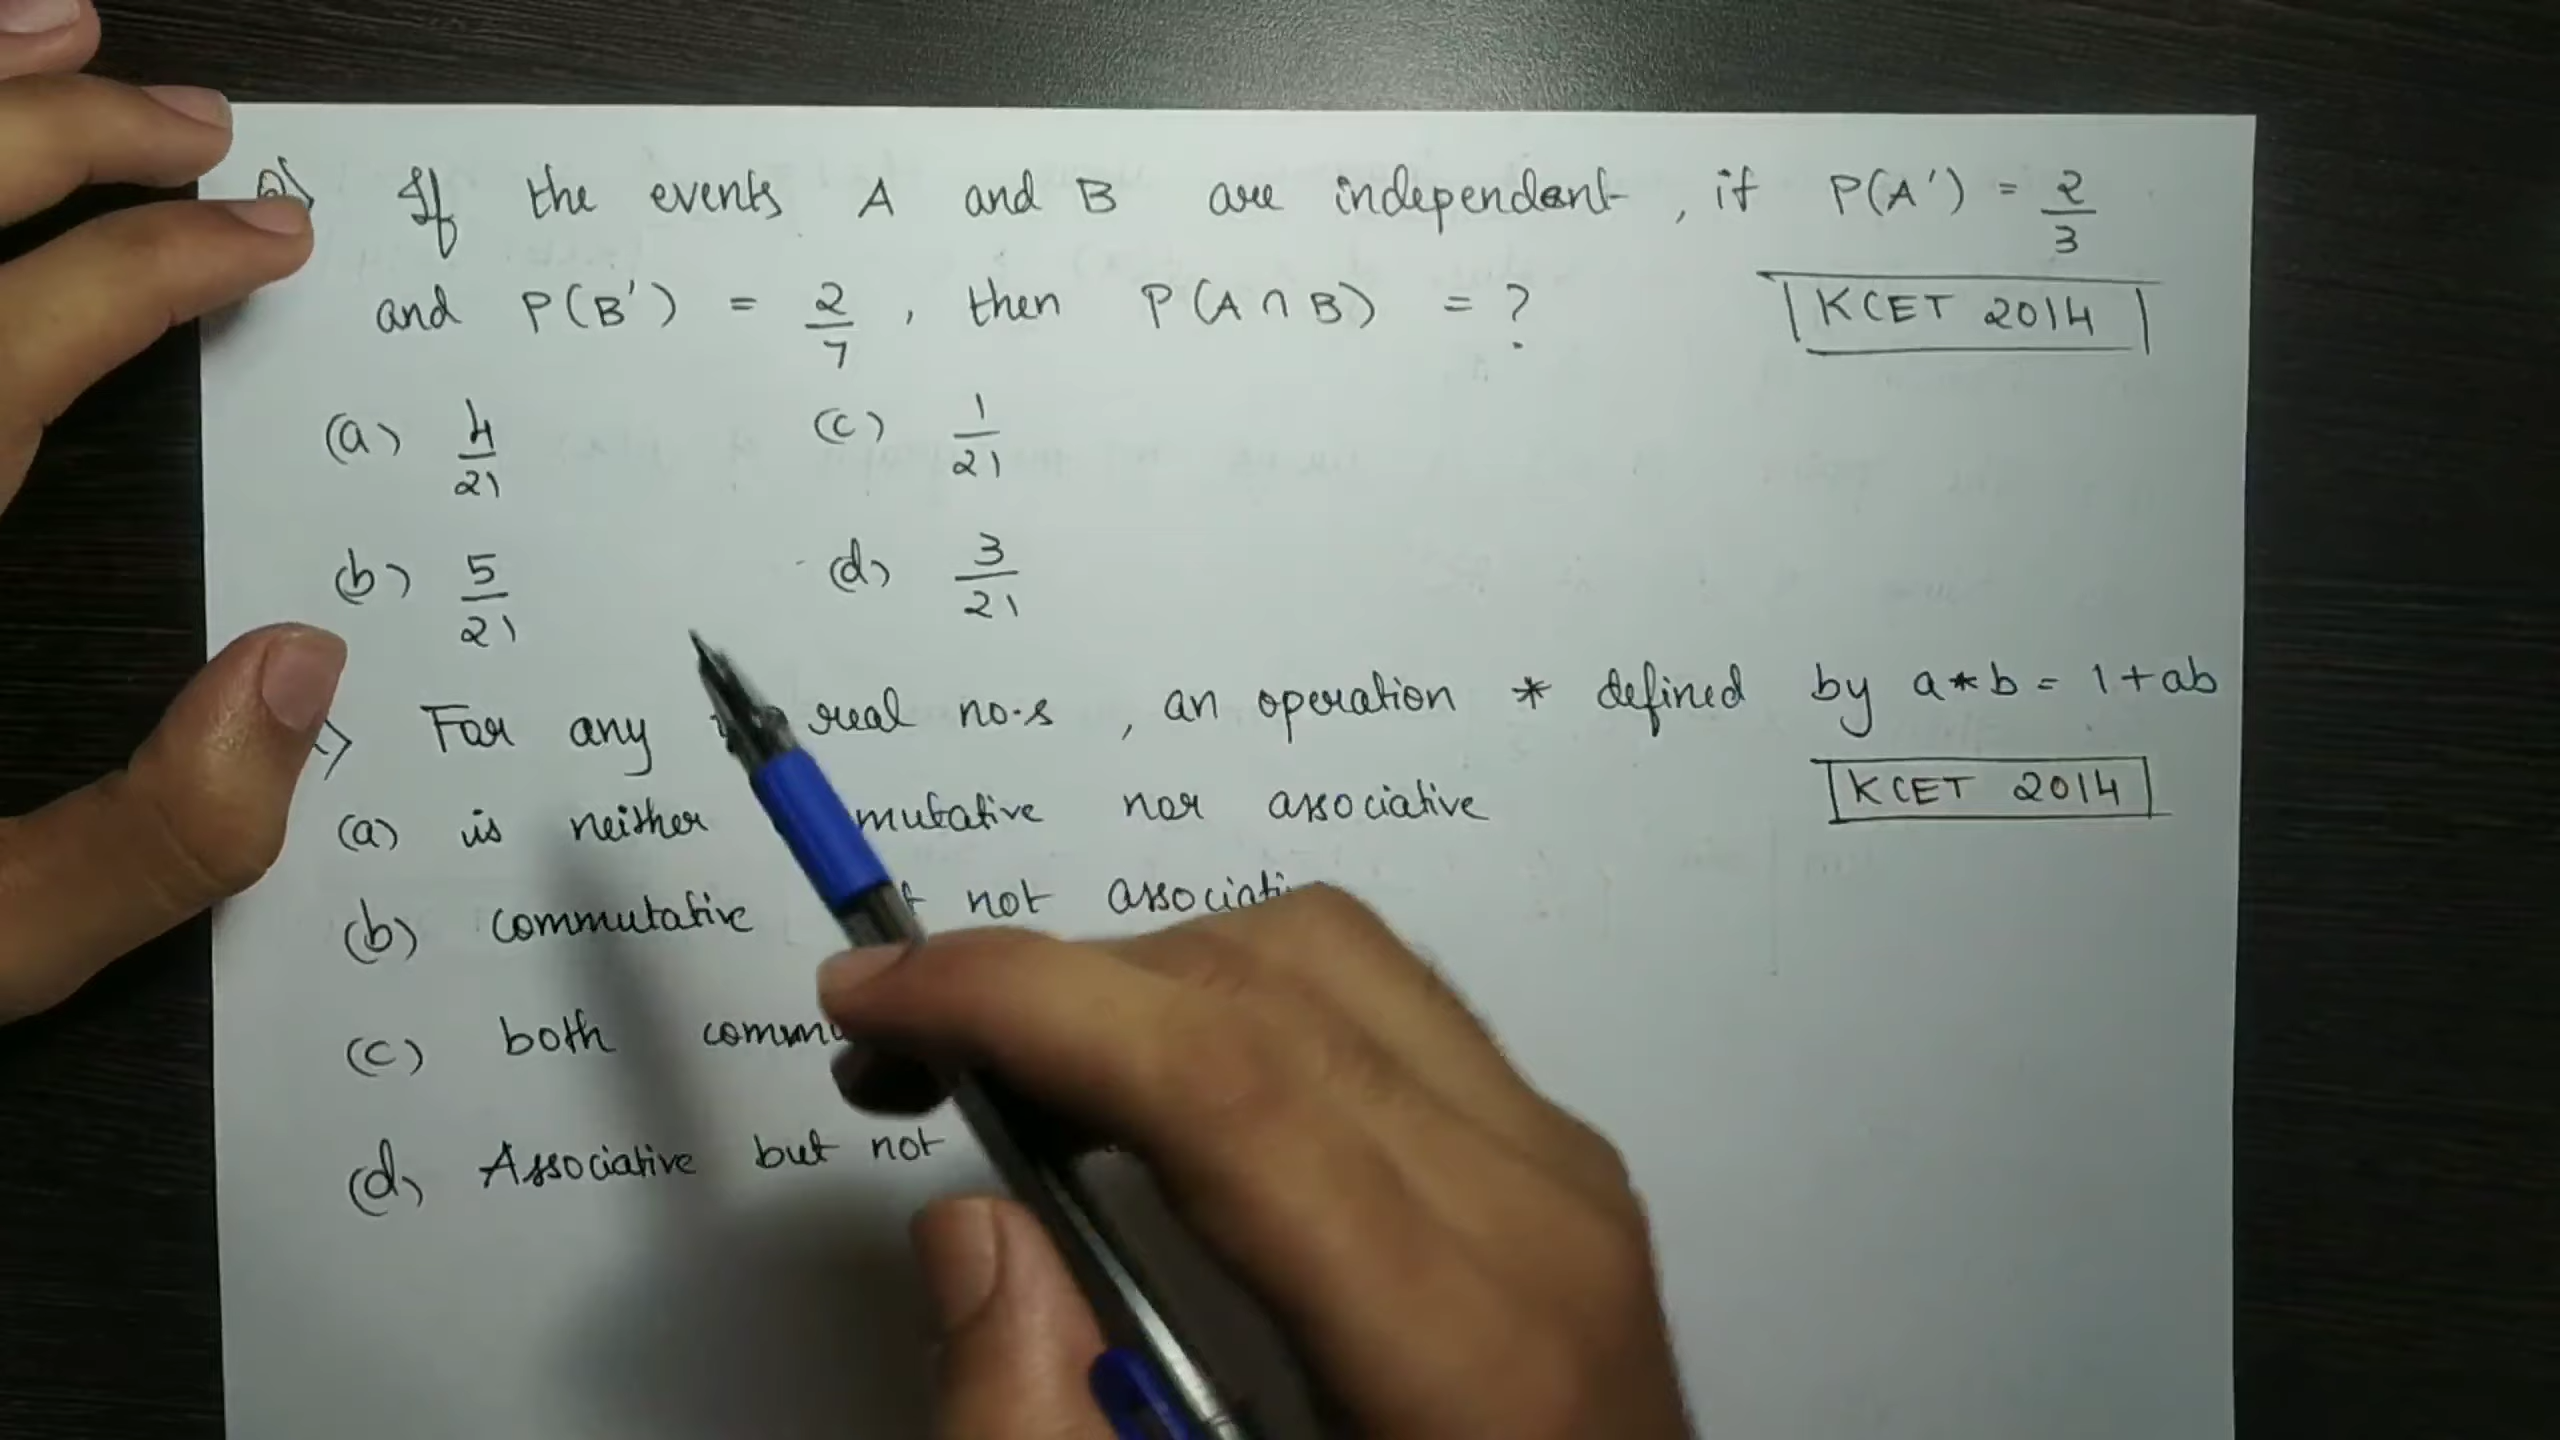 Q) If the events A and B are independent , if P(A') = 2/3
and P(B') = 2/7 , then P(A ∩ B) = ?
KCET 2014
(a) 4/21 (c) 1/21
(b) 5/21 (d) 3/21
For any real no.s , an operation * defined by a*b = 1+ab
KCET 2014
(a) is neither mutative nor associative
(b) commutative not associati
(c) both commu
(d) Associative but not